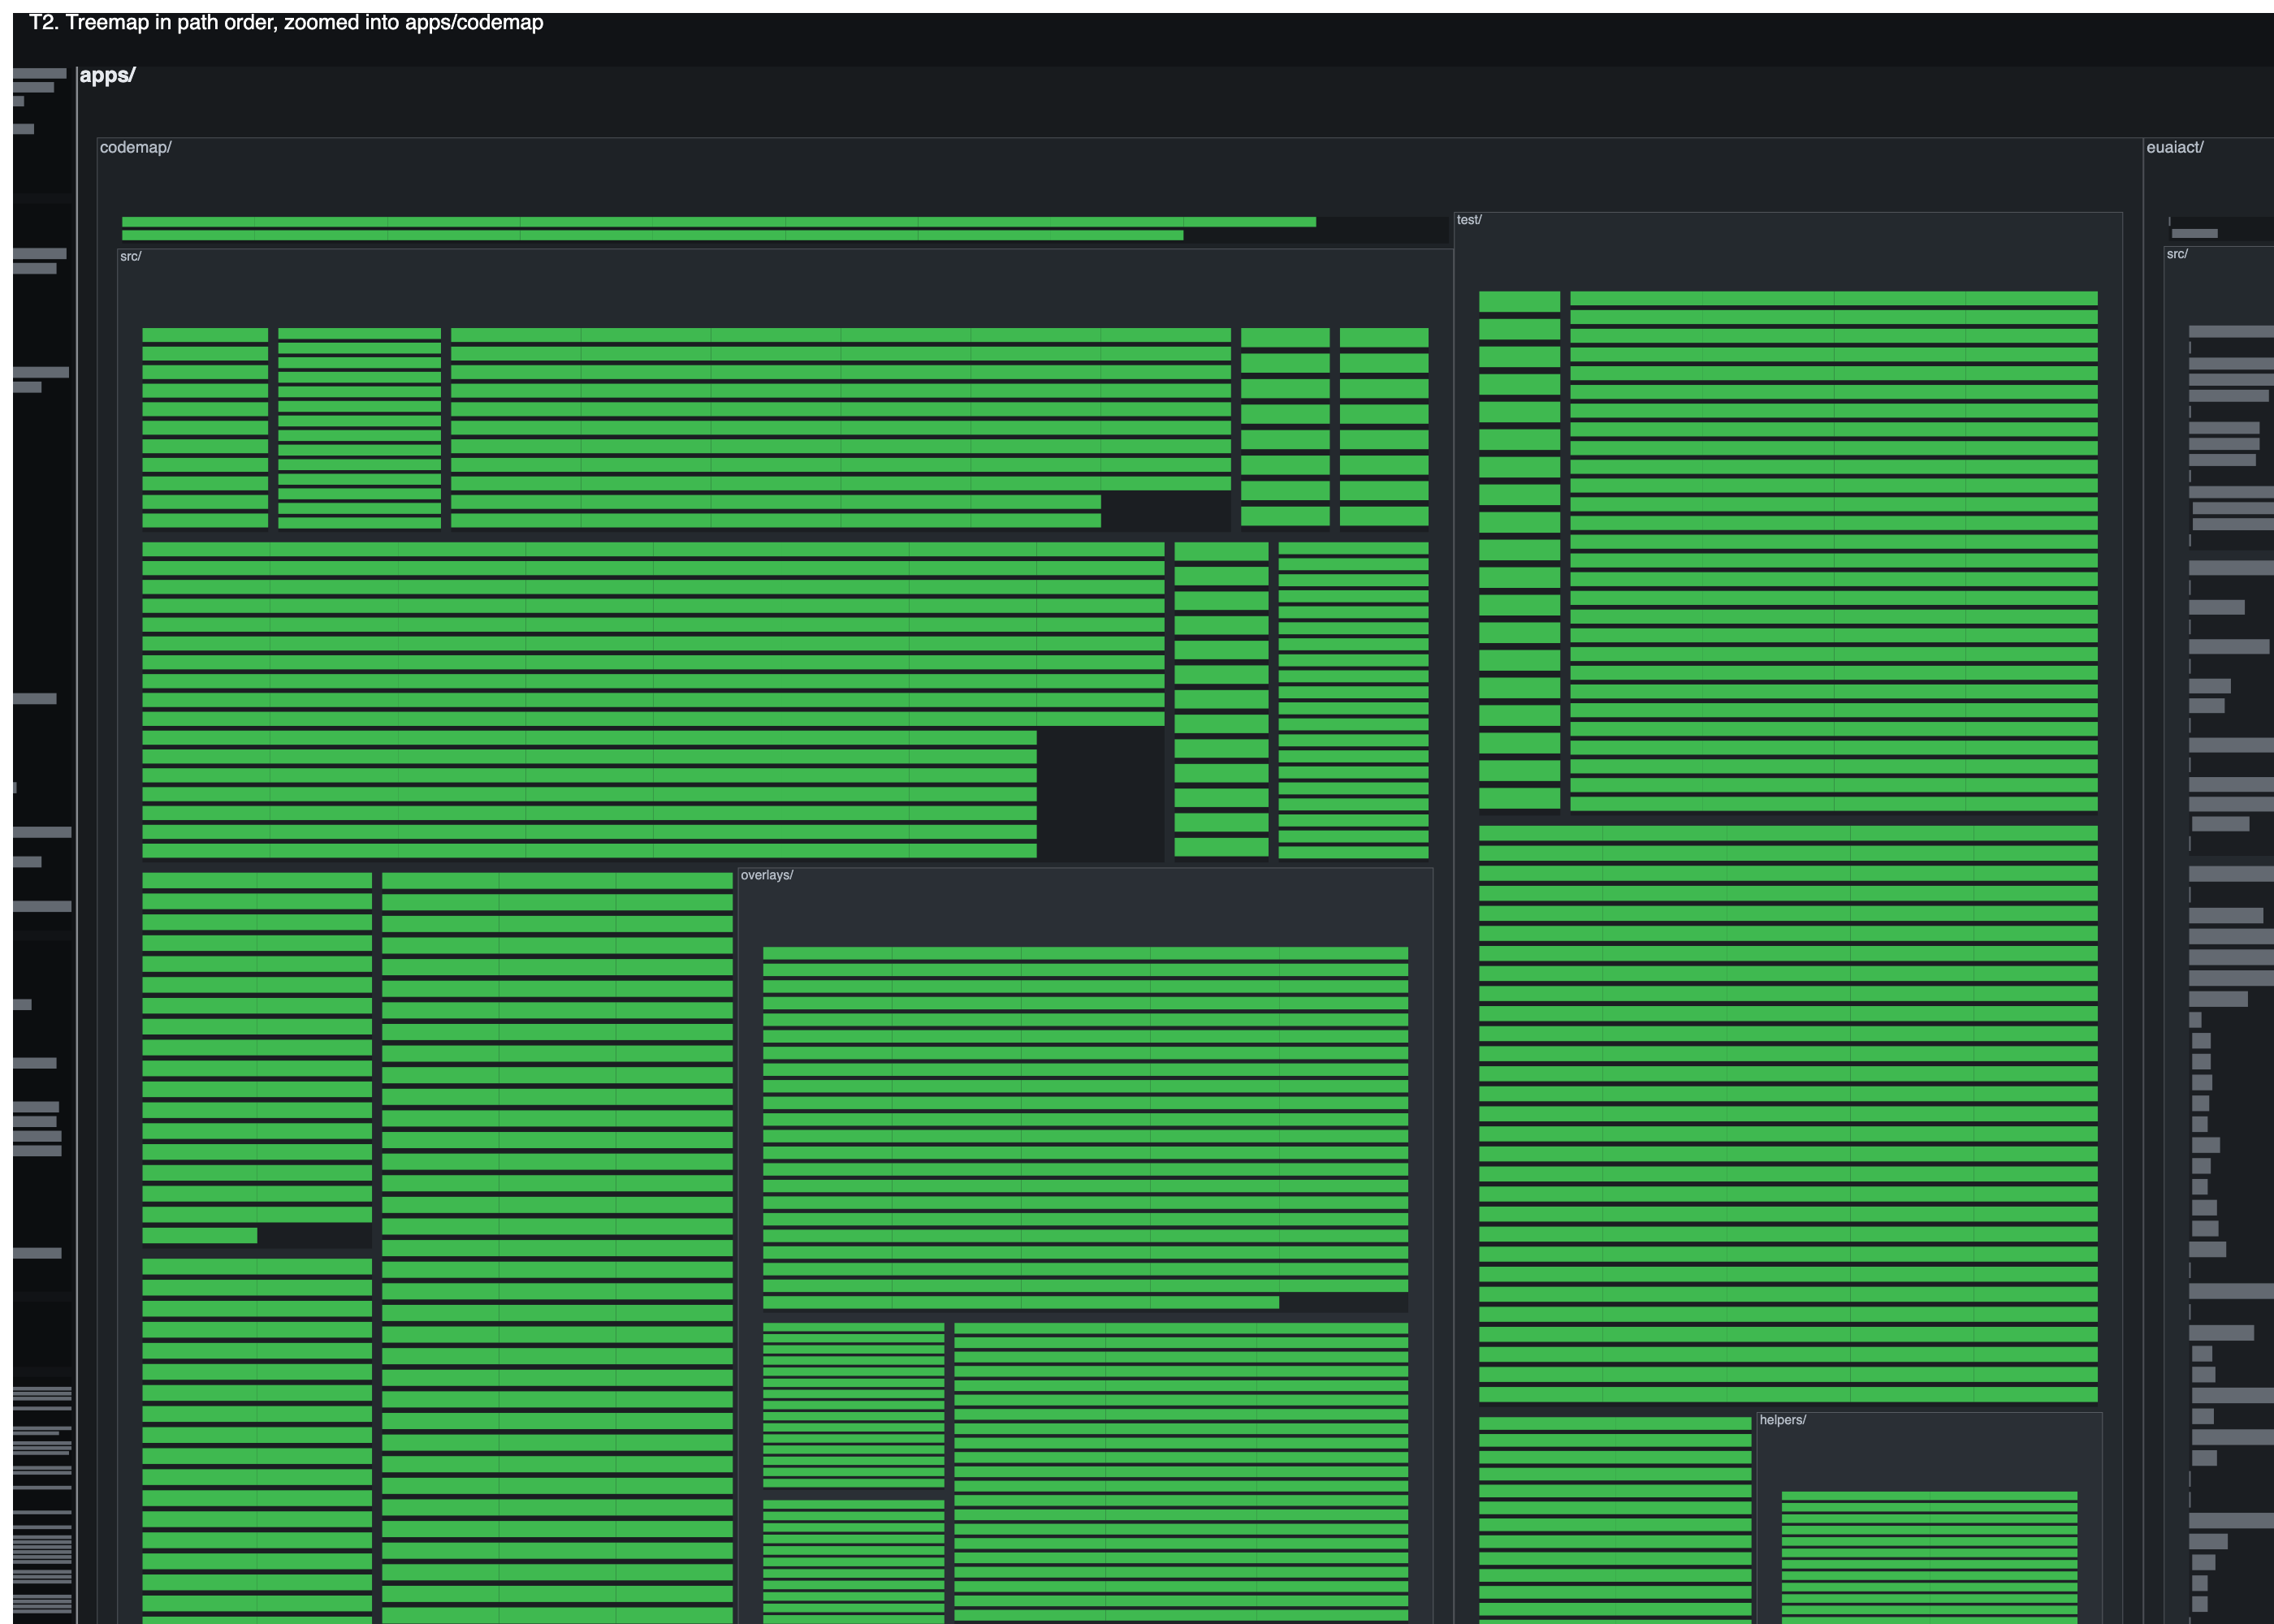 T2. Treemap in path order, zoomed into apps/codemap
apps/
codemap/
euaiact/
test/
src/
src/
overlays/
helpers/